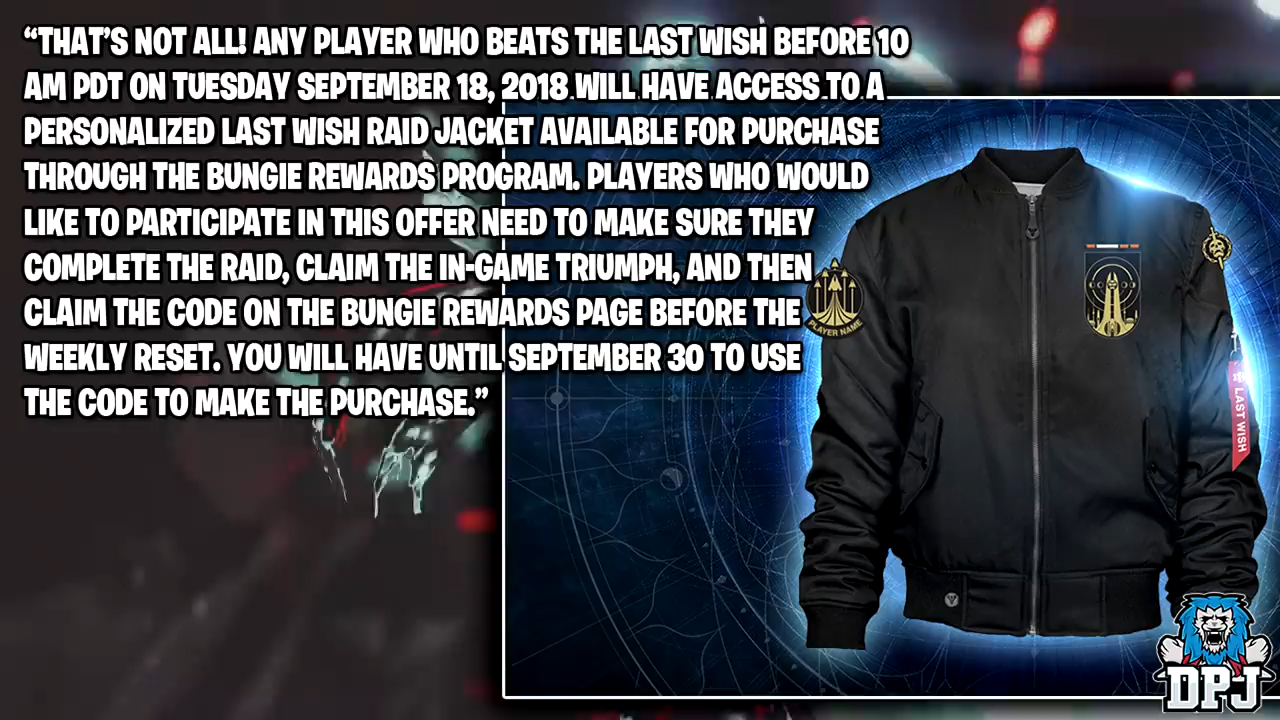 “THAT’S NOT ALL! ANY PLAYER WHO BEATS THE LAST WISH BEFORE 10
AM PDT ON TUESDAY SEPTEMBER 18, 2018 WILL HAVE ACCESS TO A
PERSONALIZED LAST WISH RAID JACKET AVAILABLE FOR PURCHASE
THROUGH THE BUNGIE REWARDS PROGRAM. PLAYERS WHO WOULD
LIKE TO PARTICIPATE IN THIS OFFER NEED TO MAKE SURE THEY
COMPLETE THE RAID, CLAIM THE IN-GAME TRIUMPH, AND THEN
CLAIM THE CODE ON THE BUNGIE REWARDS PAGE BEFORE THE
WEEKLY RESET. YOU WILL HAVE UNTIL SEPTEMBER 30 TO USE
THE CODE TO MAKE THE PURCHASE.”
PLAYER NAME
LAST WISH
DPJ